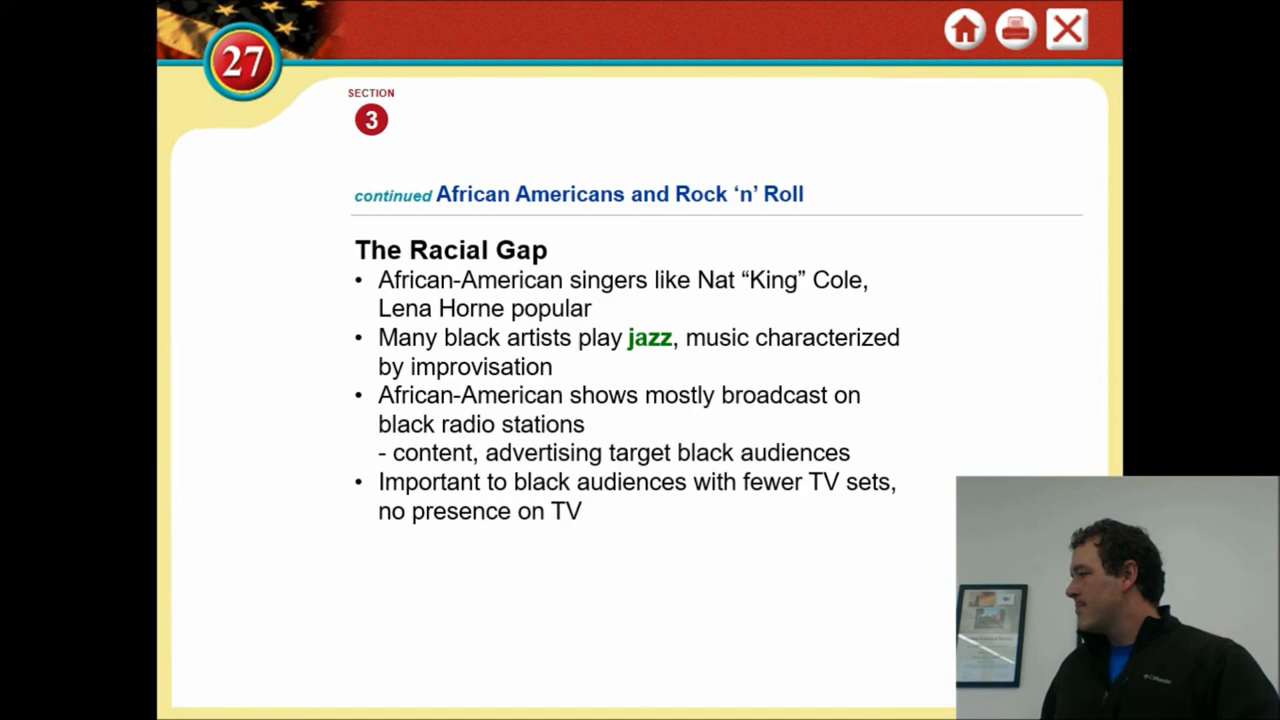 27
SECTION
3
continued African Americans and Rock ‘n’ Roll
The Racial Gap
• African-American singers like Nat “King” Cole,
Lena Horne popular
• Many black artists play jazz, music characterized
by improvisation
• African-American shows mostly broadcast on
black radio stations
- content, advertising target black audiences
• Important to black audiences with fewer TV sets,
no presence on TV
Columbia